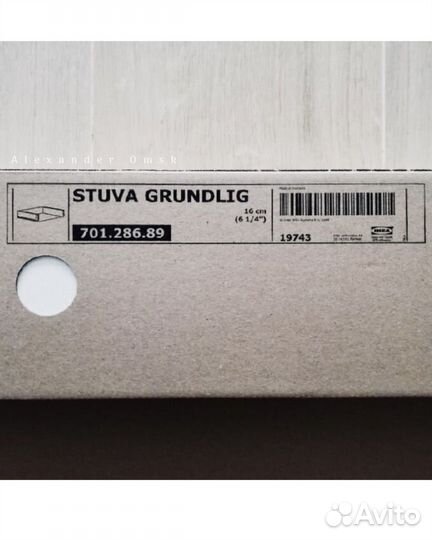 Alexander Omsk
STUVA GRUNDLIG
16 cm
(6 1/4")
701.286.89
19743
IKEA
Avito